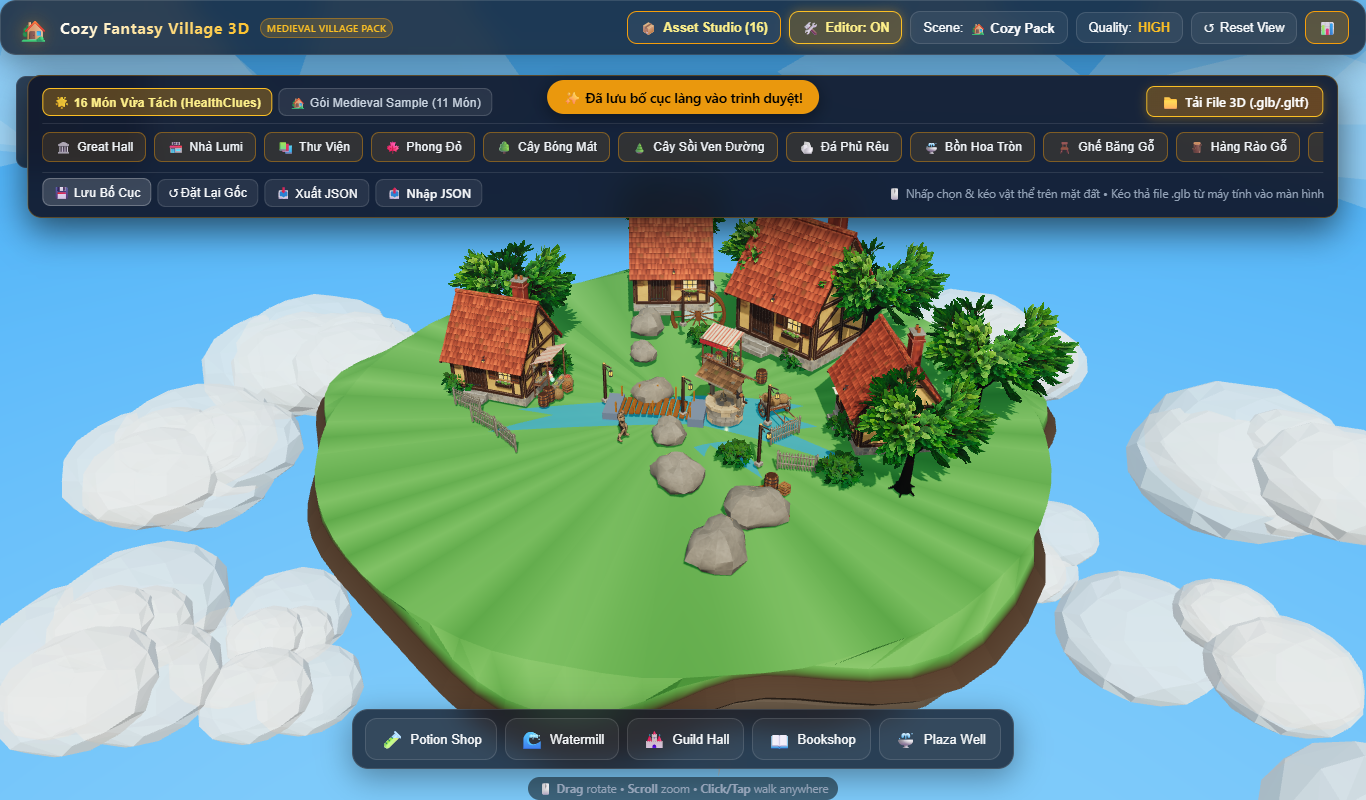 Cozy Fantasy Village 3D
MEDIEVAL VILLAGE PACK
Asset Studio (16)
Editor: ON
Scene: Cozy Pack
Quality: HIGH
↺ Reset View
16 Món Vừa Tách (HealthClues)
Gói Medieval Sample (11 Món)
Đã lưu bố cục làng vào trình duyệt!
Tải File 3D (.glb/.gltf)
Great Hall
Nhà Lumi
Thư Viện
Phong Đỏ
Cây Bóng Mát
Cây Sồi Ven Đường
Đá Phủ Rêu
Bồn Hoa Tròn
Ghế Băng Gỗ
Hàng Rào Gỗ
Lưu Bố Cục
↺ Đặt Lại Gốc
Xuất JSON
Nhập JSON
Nhấp chọn & kéo vật thể trên mặt đất • Kéo thả file .glb từ máy tính vào màn hình
Potion Shop
Watermill
Guild Hall
Bookshop
Plaza Well
Drag rotate • Scroll zoom • Click/Tap walk anywhere